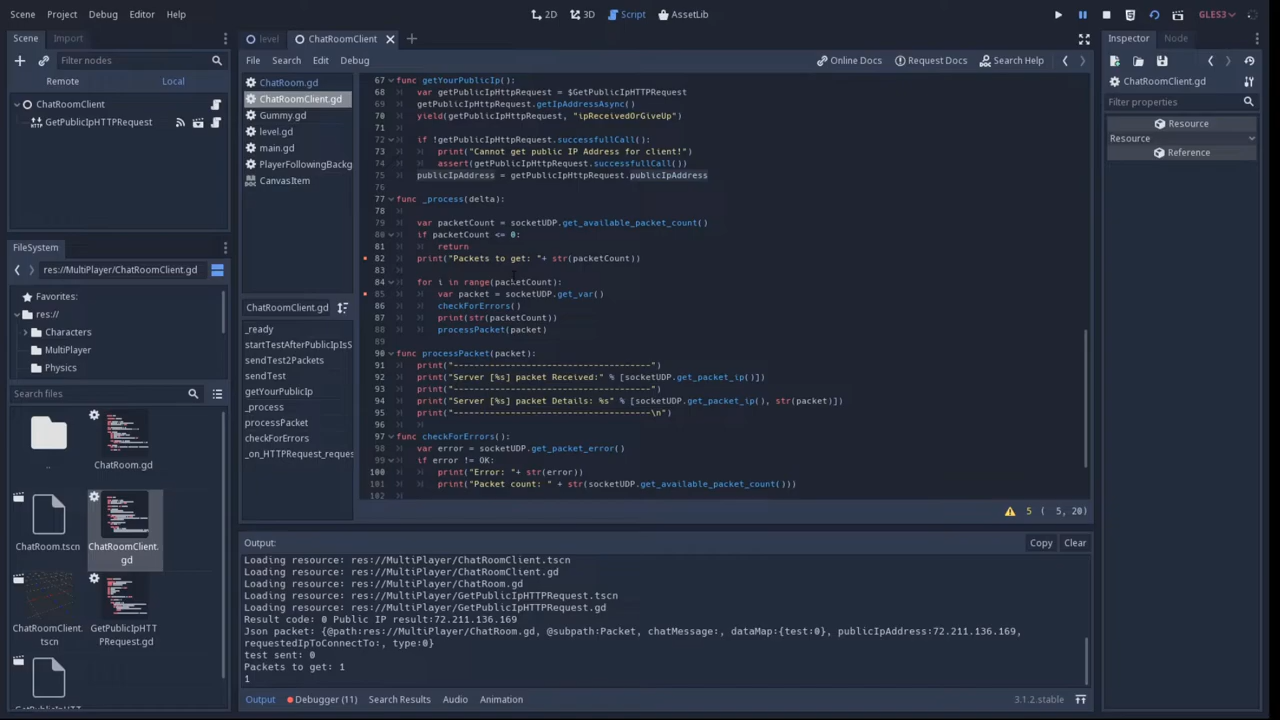 Scene Project Debug Editor Help
2D 3D Script AssetLib
GLES3
Scene Import
Filter nodes
Remote Local
ChatRoomClient
GetPublicIpHTTPRequest
FileSystem
res://MultiPlayer/ChatRoomClient.gd
Favorites:
res://
Characters
MultiPlayer
Physics
Search files
..
ChatRoom.gd
ChatRoom.tscn
ChatRoomClient.
gd
ChatRoomClient.
tscn
GetPublicIpHTT
PRequest.gd
GetPublicIpHTT
level ChatRoomClient
File Search Edit Debug
Online Docs Request Docs Search Help
ChatRoom.gd
ChatRoomClient.gd
Gummy.gd
level.gd
main.gd
PlayerFollowingBackg
CanvasItem
ChatRoomClient.gd
_ready
startTestAfterPublicIpIsS
sendTest2Packets
sendTest
getYourPublicIp
_process
processPacket
checkForErrors
_on_HTTPRequest_reques
67 func getYourPublicIp():
68 var getPublicIpHttpRequest = $GetPublicIpHTTPRequest
69 getPublicIpHttpRequest.getIpAddressAsync()
70 yield(getPublicIpHttpRequest, "ipReceivedOrGiveUp")
71
72 if !getPublicIpHttpRequest.successfullCall():
73 print("Cannot get public IP Address for client!")
74 assert(getPublicIpHttpRequest.successfullCall())
75 publicIpAddress = getPublicIpHttpRequest.publicIpAddress
76
77 func _process(delta):
78
79 var packetCount = socketUDP.get_available_packet_count()
80 if packetCount <= 0:
81 return
82 print("Packets to get: "+ str(packetCount))
83
84 for i in range(packetCount):
85 var packet = socketUDP.get_var()
86 checkForErrors()
87 print(str(packetCount))
88 processPacket(packet)
89
90 func processPacket(packet):
91 print("-------------------------------------")
92 print("Server [%s] packet Received:" % [socketUDP.get_packet_ip()])
93 print("-------------------------------------")
94 print("Server [%s] packet Details: %s" % [socketUDP.get_packet_ip(), str(packet)])
95 print("-------------------------------------\n")
96
97 func checkForErrors():
98 var error = socketUDP.get_packet_error()
99 if error != OK:
100 print("Error: "+ str(error))
101 print("Packet count: " + str(socketUDP.get_available_packet_count()))
102
5 ( 5, 20)
Output:
Copy Clear
Loading resource: res://MultiPlayer/ChatRoomClient.tscn
Loading resource: res://MultiPlayer/ChatRoomClient.gd
Loading resource: res://MultiPlayer/ChatRoom.gd
Loading resource: res://MultiPlayer/GetPublicIpHTTPRequest.tscn
Loading resource: res://MultiPlayer/GetPublicIpHTTPRequest.gd
Result code: 0 Public IP result:72.211.136.169
Json packet: {@path:res://MultiPlayer/ChatRoom.gd, @subpath:Packet, chatMessage:, dataMap:{test:0}, publicIpAddress:72.211.136.169,
requestedIpToConnectTo:, type:0}
test sent: 0
Packets to get: 1
1
Output Debugger (11) Search Results Audio Animation
3.1.2.stable
Inspector Node
ChatRoomClient.gd
Filter properties
Resource
Resource
Reference